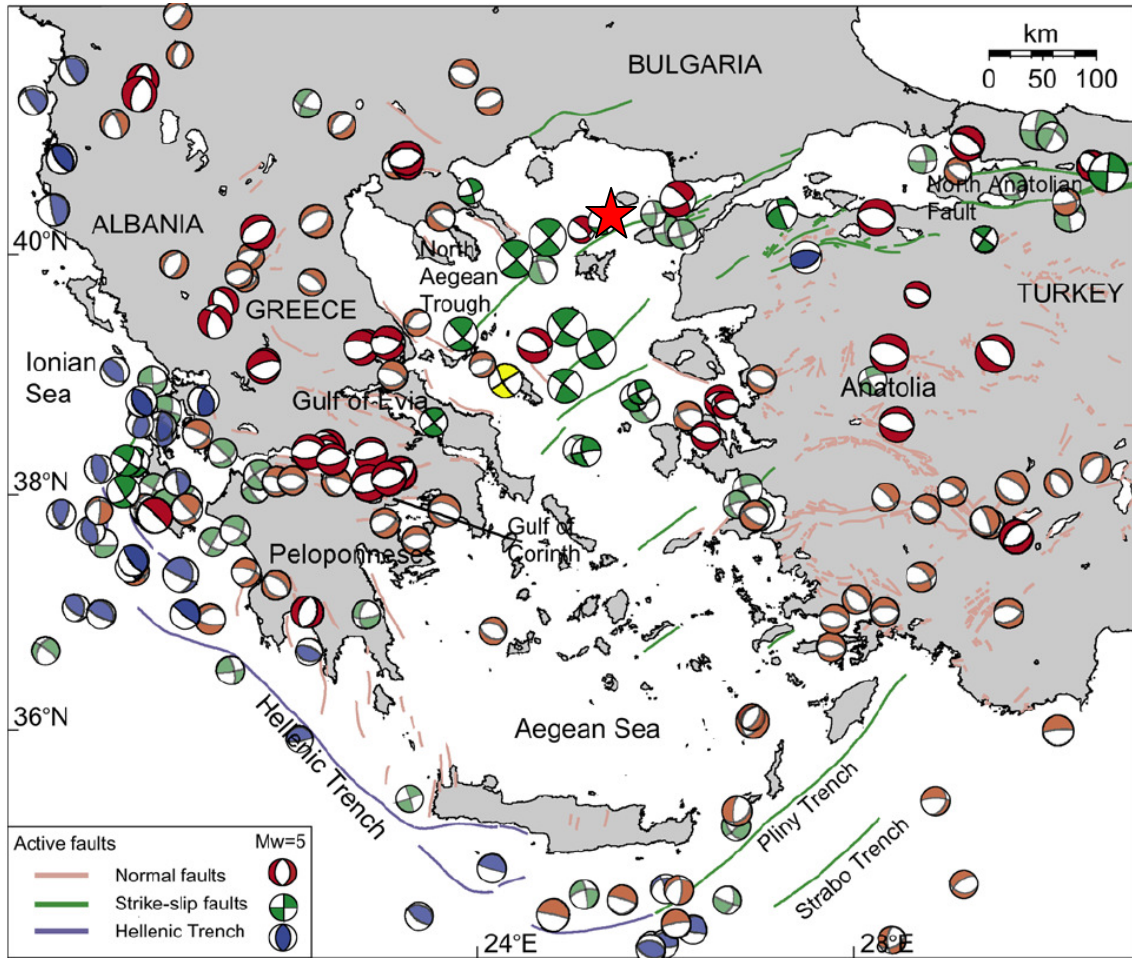 km
0 50 100
BULGARIA
ALBANIA
North Anatolian
Fault
40°N
North
Aegean
Trough
GREECE
TURKEY
Ionian
Sea
Anatolia
Gulf of Evia
38°N
Gulf of
Corinth
Peloponnese
36°N
Hellenic Trench
Aegean Sea
Pliny Trench
Strabo Trench
Active faults
Mw=5
Normal faults
Strike-slip faults
Hellenic Trench
24°E
28°E